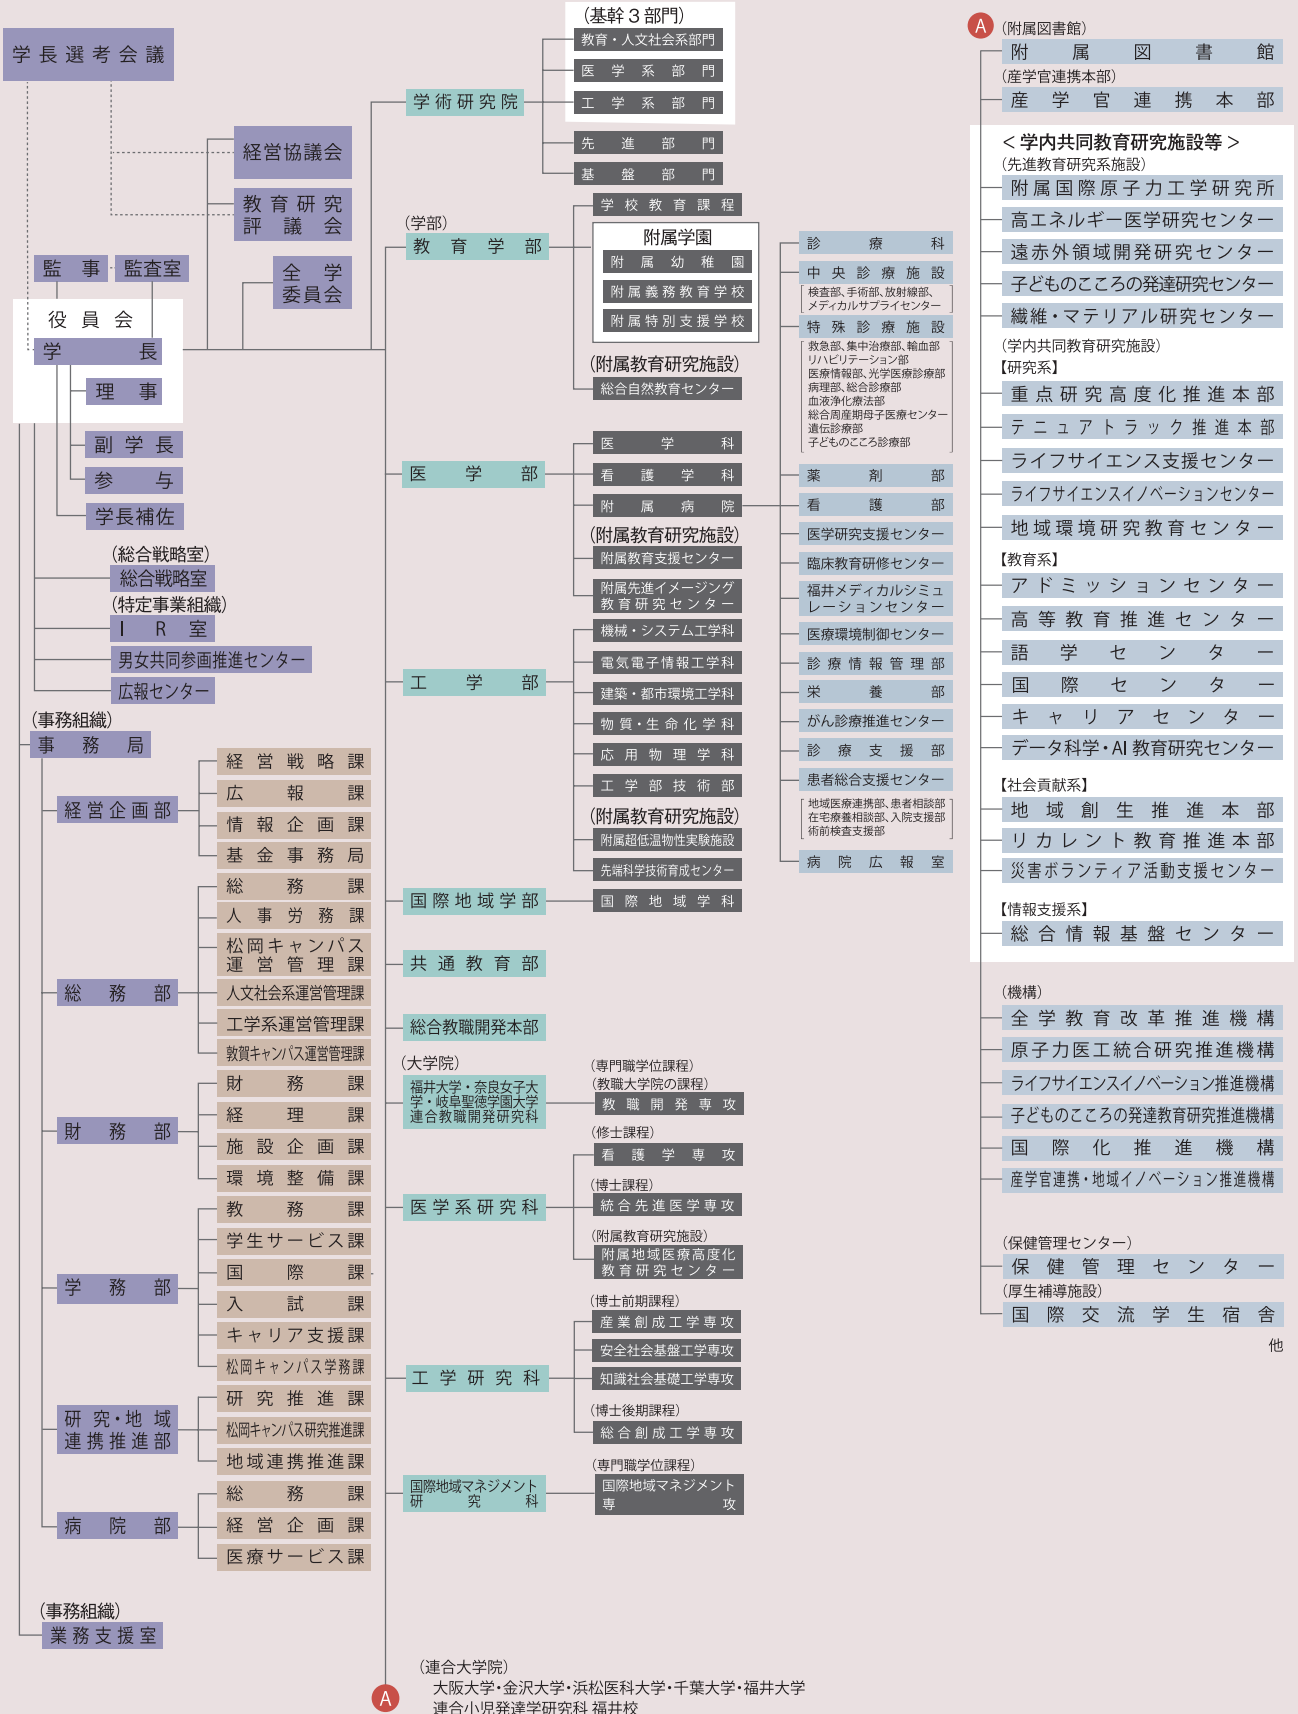 学長選考会議
経営協議会
教育研究
評議会
全学
委員会
監事
監査室
役員会
学長
理事
副学長
参与
学長補佐
（総合戦略室）
総合戦略室
（特定事業組織）
ＩＲ室
男女共同参画推進センター
広報センター
（事務組織）
事務局
経営企画部
経営戦略課
広報課
情報企画課
基金事務局
総務部
総務課
人事労務課
松岡キャンパス
運営管理課
人文社会系運営管理課
工学系運営管理課
敦賀キャンパス運営管理課
財務部
財務課
経理課
施設企画課
環境整備課
学務部
教務課
学生サービス課
国際課
入試課
キャリア支援課
松岡キャンパス学務課
研究・地域
連携推進部
研究推進課
松岡キャンパス研究推進課
地域連携推進課
病院部
総務課
経営企画課
医療サービス課
（事務組織）
業務支援室
学術研究院
（基幹３部門）
教育・人文社会系部門
医学系部門
工学系部門
先進部門
基盤部門
（学部）
教育学部
学校教育課程
附属学園
附属幼稚園
附属義務教育学校
附属特別支援学校
（附属教育研究施設）
総合自然教育センター
医学部
医学科
看護学科
附属病院
（附属教育研究施設）
附属教育支援センター
附属先進イメージング
教育研究センター
工学部
機械・システム工学科
電気電子情報工学科
建築・都市環境工学科
物質・生命化学科
応用物理学科
工学部技術部
（附属教育研究施設）
附属超低温物性実験施設
先端科学技術育成センター
国際地域学部
国際地域学科
共通教育部
総合教職開発本部
（大学院）
福井大学・奈良女子大
学・岐阜聖徳学園大学
連合教職開発研究科
（専門職学位課程）
（教職大学院の課程）
教職開発専攻
医学系研究科
（修士課程）
看護学専攻
（博士課程）
統合先進医学専攻
（附属教育研究施設）
附属地域医療高度化
教育研究センター
工学研究科
（博士前期課程）
産業創成工学専攻
安全社会基盤工学専攻
知識社会基礎工学専攻
（博士後期課程）
総合創成工学専攻
国際地域マネジメント
研究科
（専門職学位課程）
国際地域マネジメント
専攻
A
（連合大学院）
大阪大学・金沢大学・浜松医科大学・千葉大学・福井大学
連合小児発達学研究科 福井校
診療科
中央診療施設
検査部、手術部、放射線部、
メディカルサプライセンター
特殊診療施設
救急部、集中治療部、輸血部
リハビリテーション部
医療情報部、光学医療診療部
病理部、総合診療部
血液浄化療法部
総合周産期母子医療センター
遺伝診療部
子どものこころ診療部
薬剤部
看護部
医学研究支援センター
臨床教育研修センター
福井メディカルシミュ
レーションセンター
医療環境制御センター
診療情報管理部
栄養部
がん診療推進センター
診療支援部
患者総合支援センター
地域医療連携部、患者相談部
在宅療養相談部、入院支援部
術前検査支援部
病院広報室
A
（附属図書館）
附属図書館
（産学官連携本部）
産学官連携本部
＜学内共同教育研究施設等＞
（先進教育研究系施設）
附属国際原子力工学研究所
高エネルギー医学研究センター
遠赤外領域開発研究センター
子どものこころの発達研究センター
繊維・マテリアル研究センター
（学内共同教育研究施設）
【研究系】
重点研究高度化推進本部
テニュアトラック推進本部
ライフサイエンス支援センター
ライフサイエンスイノベーションセンター
地域環境研究教育センター
【教育系】
アドミッションセンター
高等教育推進センター
語学センター
国際センター
キャリアセンター
データ科学・AI教育研究センター
【社会貢献系】
地域創生推進本部
リカレント教育推進本部
災害ボランティア活動支援センター
【情報支援系】
総合情報基盤センター
（機構）
全学教育改革推進機構
原子力医工統合研究推進機構
ライフサイエンスイノベーション推進機構
子どものこころの発達教育研究推進機構
国際化推進機構
産学官連携・地域イノベーション推進機構
（保健管理センター）
保健管理センター
（厚生補導施設）
国際交流学生宿舎
他